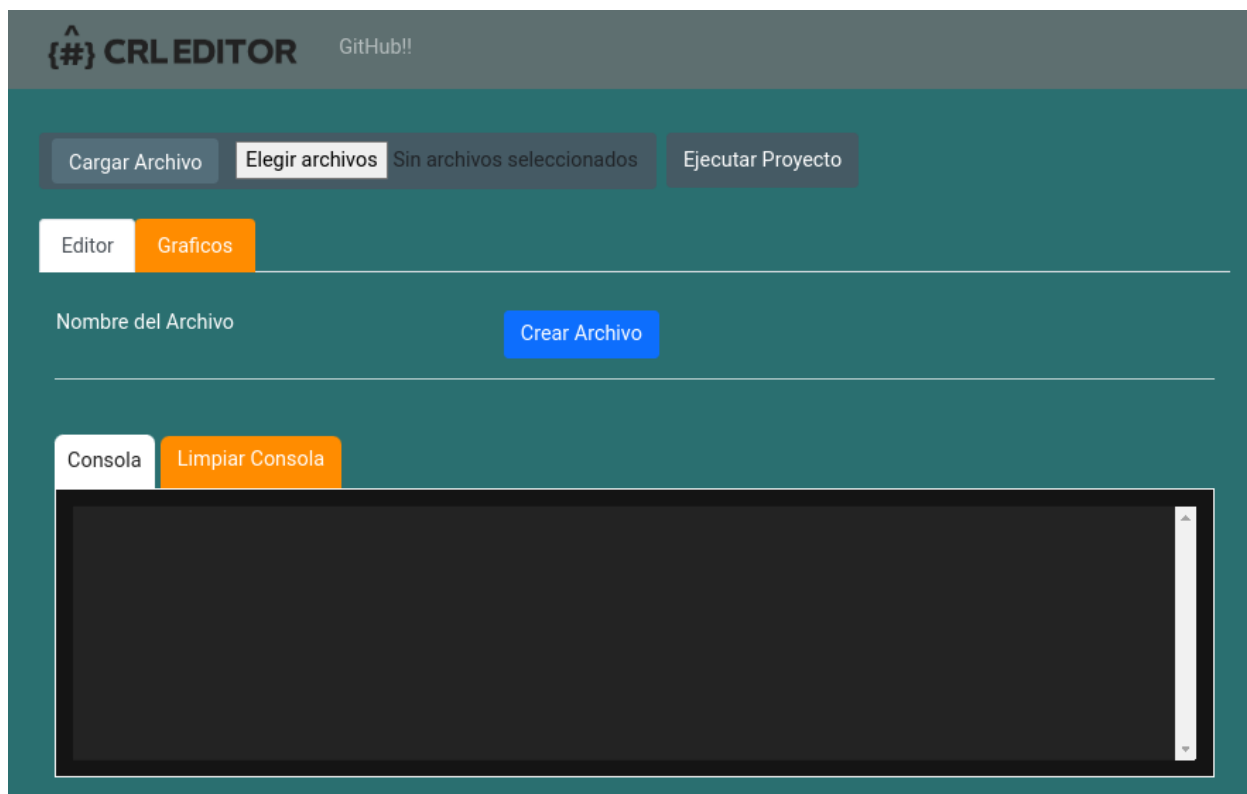 {#} CRL EDITOR GitHub!!
Cargar Archivo Elegir archivos Sin archivos seleccionados Ejecutar Proyecto
Editor Graficos
Nombre del Archivo Crear Archivo
Consola Limpiar Consola